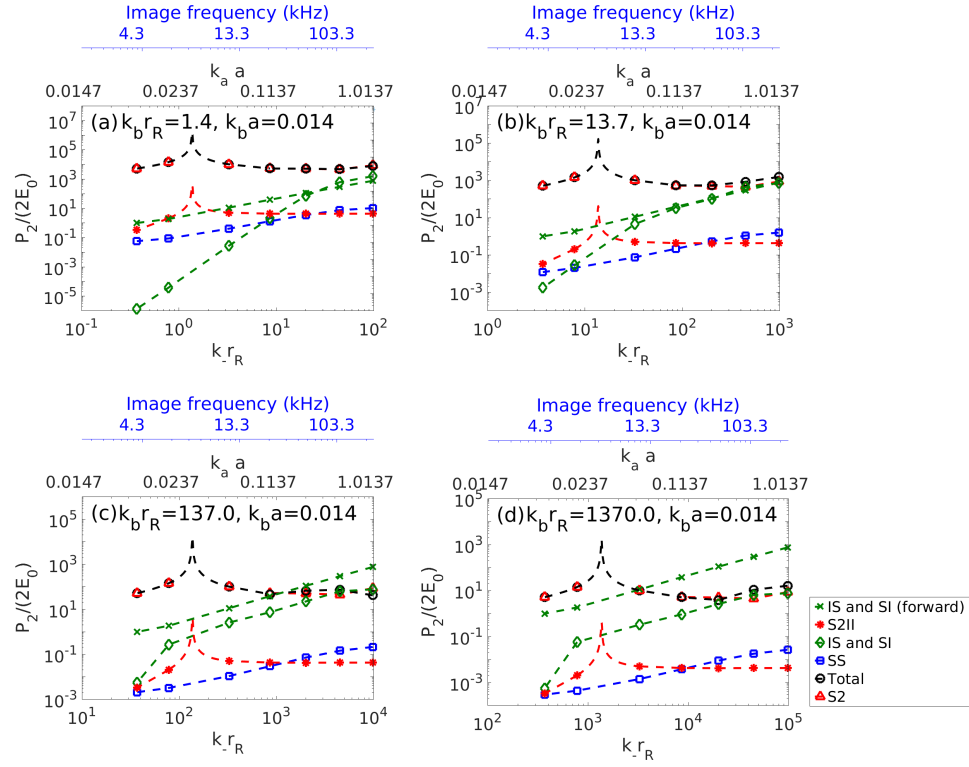 Image frequency (kHz)
4.3 13.3 103.3
k_a a
0.0147 0.0237 0.1137 1.0137
(a) k_b r_R=1.4, k_b a=0.014
P_2/(2E_0)
10^7
10^5
10^3
10^1
10^-1
10^-3
10^-5
10^-1 10^0 10^1 10^2
k_- r_R
Image frequency (kHz)
4.3 13.3 103.3
k_a a
0.0147 0.0237 0.1137 1.0137
(b) k_b r_R=13.7, k_b a=0.014
P_2/(2E_0)
10^7
10^5
10^3
10^1
10^-1
10^-3
10^0 10^1 10^2 10^3
k_- r_R
Image frequency (kHz)
4.3 13.3 103.3
k_a a
0.0147 0.0237 0.1137 1.0137
(c) k_b r_R=137.0, k_b a=0.014
P_2/(2E_0)
10^5
10^3
10^1
10^-1
10^-3
10^1 10^2 10^3 10^4
k_- r_R
Image frequency (kHz)
4.3 13.3 103.3
k_a a
0.0147 0.0237 0.1137 1.0137
(d) k_b r_R=1370.0, k_b a=0.014
P_2/(2E_0)
10^5
10^3
10^1
10^-1
10^-3
10^2 10^3 10^4 10^5
k_- r_R
IS and SI (forward)
S2II
IS and SI
SS
Total
S2